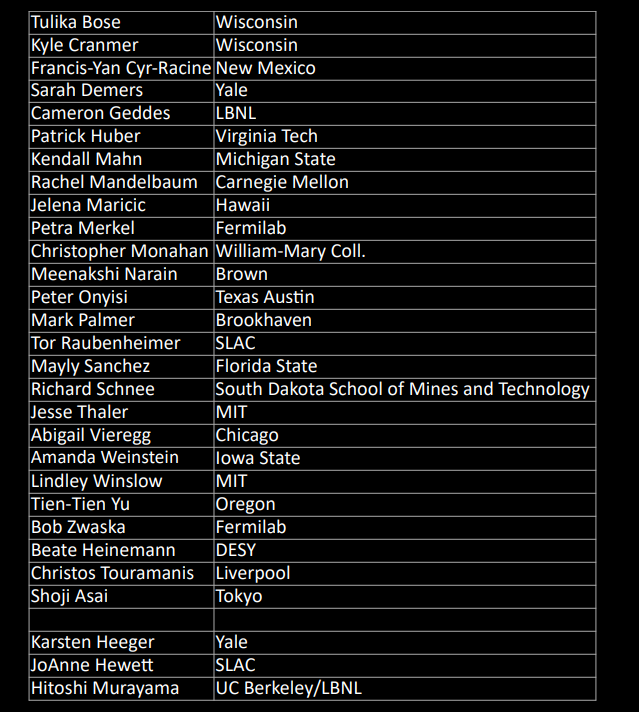 Tulika Bose Wisconsin
Kyle Cranmer Wisconsin
Francis-Yan Cyr-Racine New Mexico
Sarah Demers Yale
Cameron Geddes LBNL
Patrick Huber Virginia Tech
Kendall Mahn Michigan State
Rachel Mandelbaum Carnegie Mellon
Jelena Maricic Hawaii
Petra Merkel Fermilab
Christopher Monahan William-Mary Coll.
Meenakshi Narain Brown
Peter Onyisi Texas Austin
Mark Palmer Brookhaven
Tor Raubenheimer SLAC
Mayly Sanchez Florida State
Richard Schnee South Dakota School of Mines and Technology
Jesse Thaler MIT
Abigail Vieregg Chicago
Amanda Weinstein Iowa State
Lindley Winslow MIT
Tien-Tien Yu Oregon
Bob Zwaska Fermilab
Beate Heinemann DESY
Christos Touramanis Liverpool
Shoji Asai Tokyo
Karsten Heeger Yale
JoAnne Hewett SLAC
Hitoshi Murayama UC Berkeley/LBNL